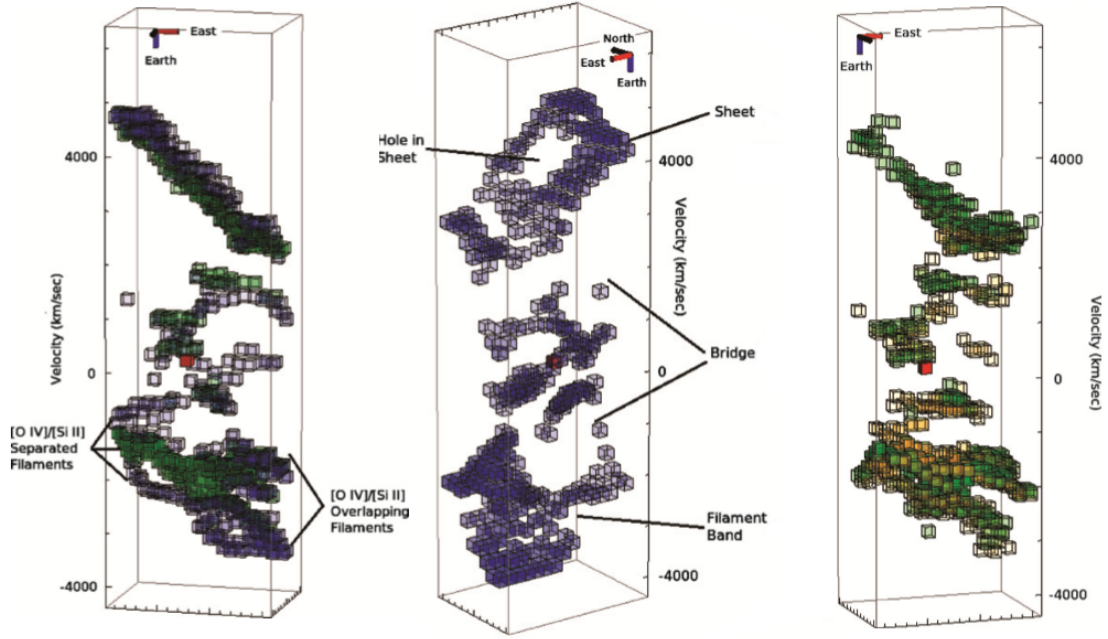 East
Earth
4000
0
-4000
Velocity (km/sec)
[O IV]/[Si II]
Separated
Filaments
[O IV]/[Si II]
Overlapping
Filaments
North
East
Earth
Hole in
Sheet
Sheet
4000
Velocity (km/sec)
Bridge
0
Filament
Band
-4000
East
Earth
4000
Velocity (km/sec)
0
-4000